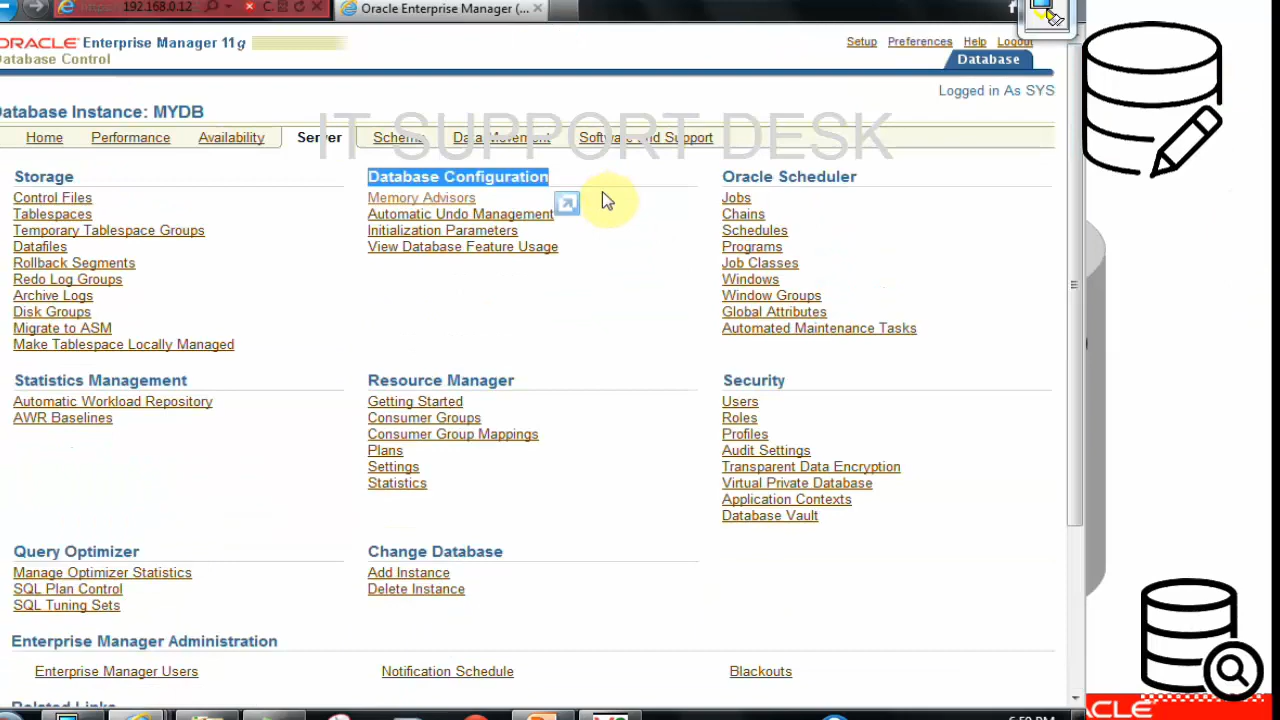 192.168.0.12
Oracle Enterprise Manager (...
ORACLE Enterprise Manager 11g
Database Control
Setup Preferences Help Logout
Database
Logged in As SYS
Database Instance: MYDB
IT SUPPORT DESK
Home Performance Availability Server Schema Data Movement Software and Support
Storage
Control Files
Tablespaces
Temporary Tablespace Groups
Datafiles
Rollback Segments
Redo Log Groups
Archive Logs
Disk Groups
Migrate to ASM
Make Tablespace Locally Managed
Database Configuration
Memory Advisors
Automatic Undo Management
Initialization Parameters
View Database Feature Usage
Oracle Scheduler
Jobs
Chains
Schedules
Programs
Job Classes
Windows
Window Groups
Global Attributes
Automated Maintenance Tasks
Statistics Management
Automatic Workload Repository
AWR Baselines
Resource Manager
Getting Started
Consumer Groups
Consumer Group Mappings
Plans
Settings
Statistics
Security
Users
Roles
Profiles
Audit Settings
Transparent Data Encryption
Virtual Private Database
Application Contexts
Database Vault
Query Optimizer
Manage Optimizer Statistics
SQL Plan Control
SQL Tuning Sets
Change Database
Add Instance
Delete Instance
Enterprise Manager Administration
Enterprise Manager Users Notification Schedule Blackouts
Related Links
6:59 PM